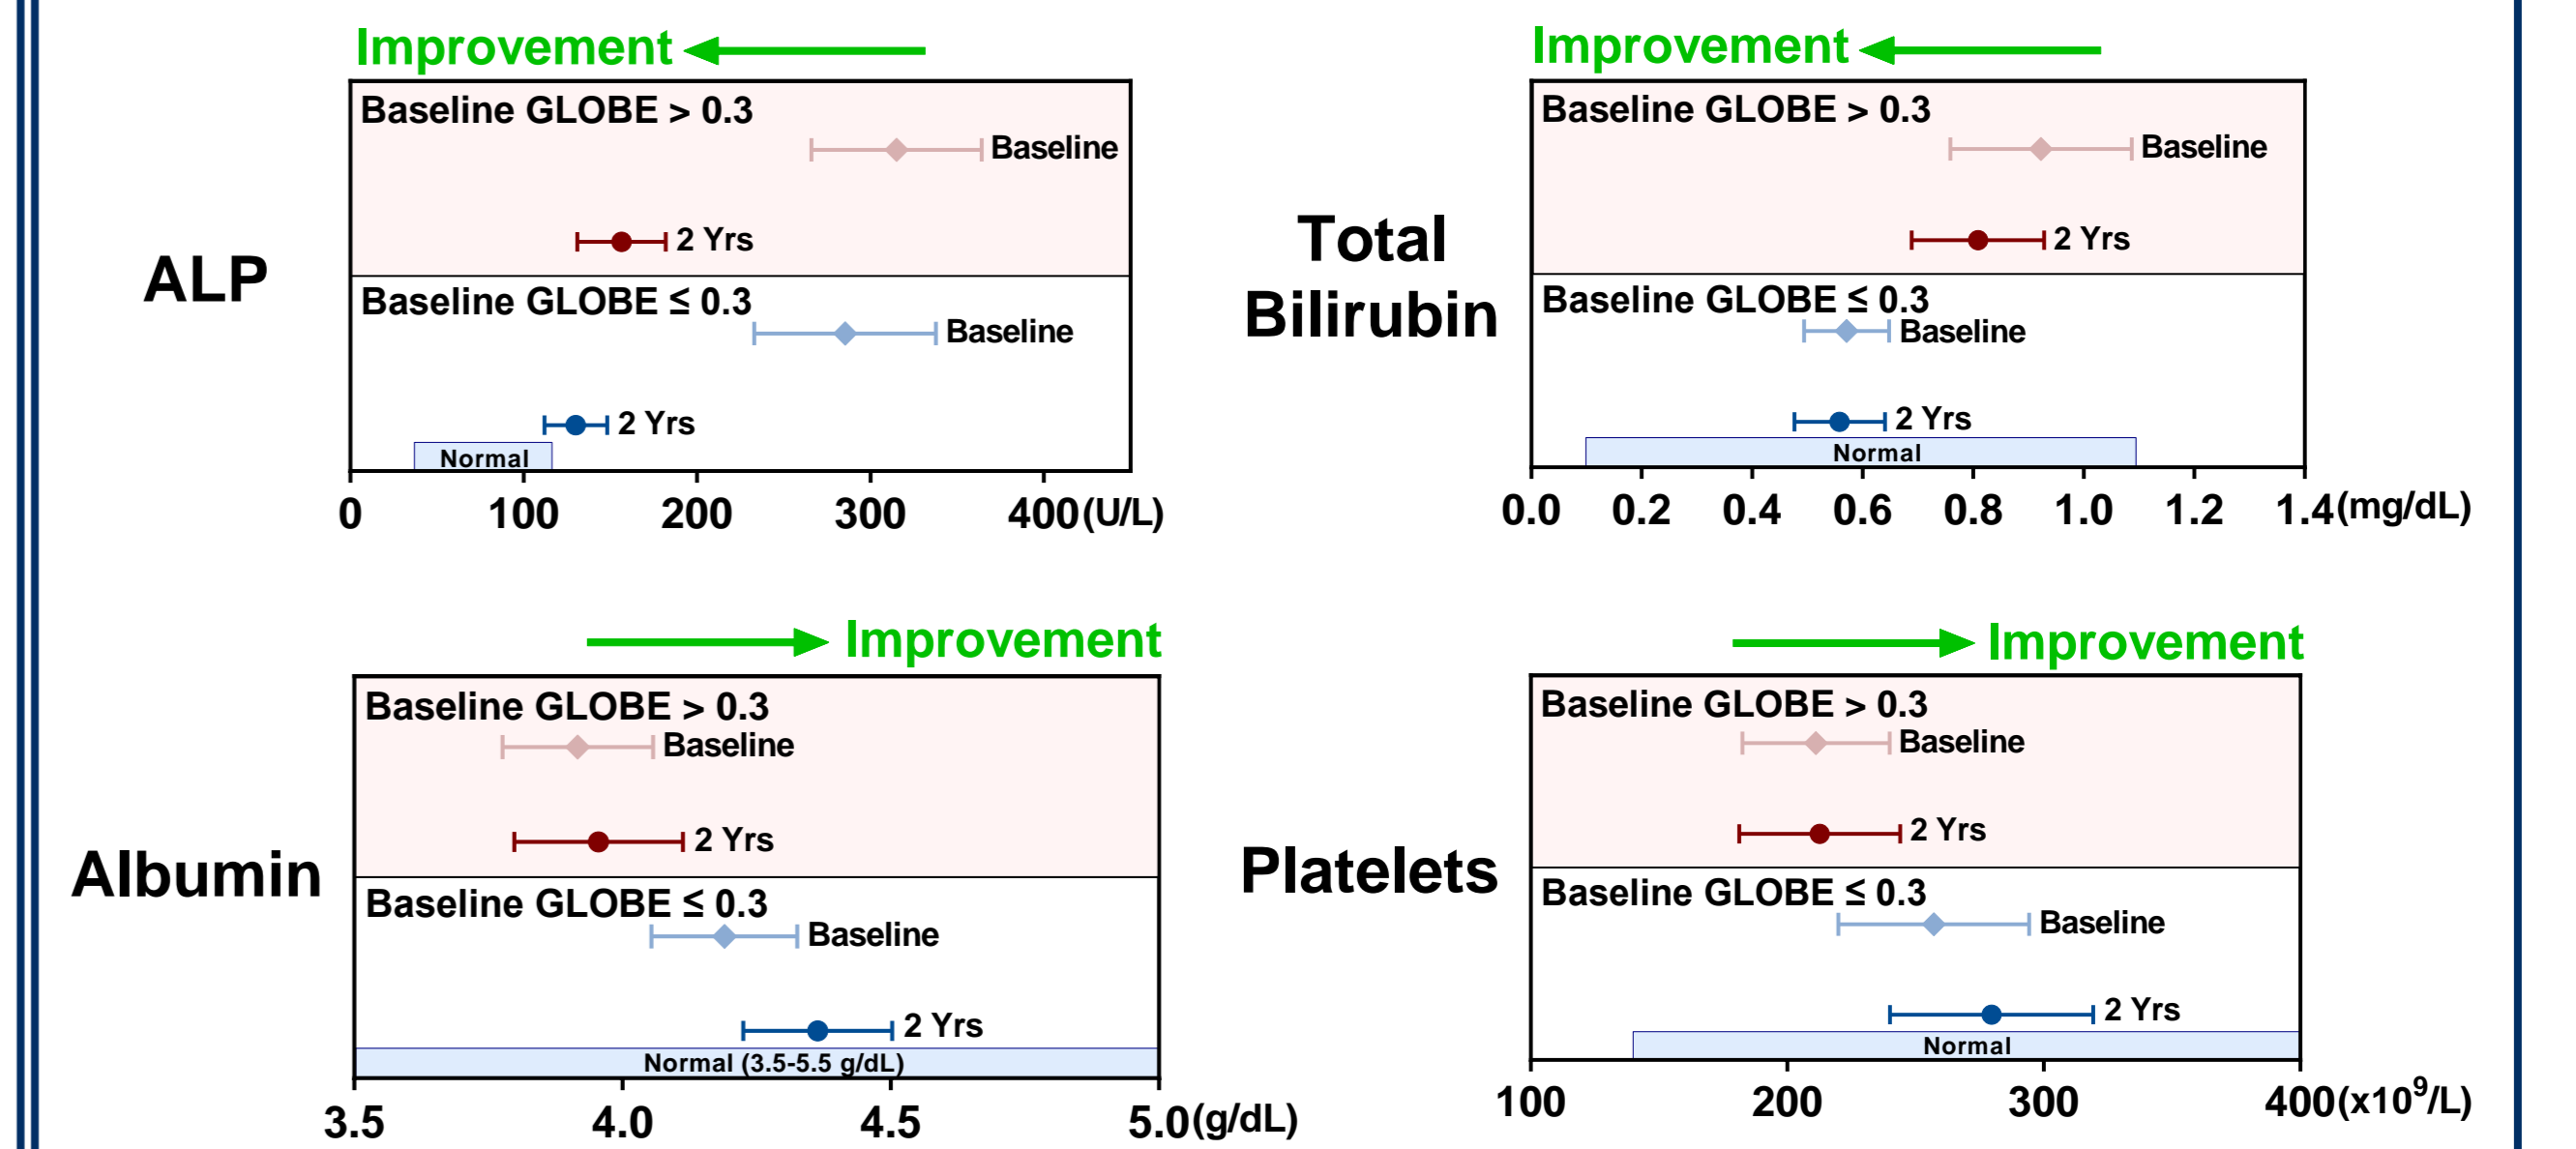 Improvement
Baseline GLOBE > 0.3
Baseline
2 Yrs
ALP
Baseline GLOBE ≤ 0.3
Baseline
2 Yrs
Normal
0 100 200 300 400 (U/L)
Improvement
Baseline GLOBE > 0.3
Baseline
2 Yrs
Total
Bilirubin
Baseline GLOBE ≤ 0.3
Baseline
2 Yrs
Normal
0.0 0.2 0.4 0.6 0.8 1.0 1.2 1.4 (mg/dL)
Improvement
Baseline GLOBE > 0.3
Baseline
2 Yrs
Albumin
Baseline GLOBE ≤ 0.3
Baseline
2 Yrs
Normal (3.5-5.5 g/dL)
3.5 4.0 4.5 5.0 (g/dL)
Improvement
Baseline GLOBE > 0.3
Baseline
2 Yrs
Platelets
Baseline GLOBE ≤ 0.3
Baseline
2 Yrs
Normal
100 200 300 400 (x10⁹/L)